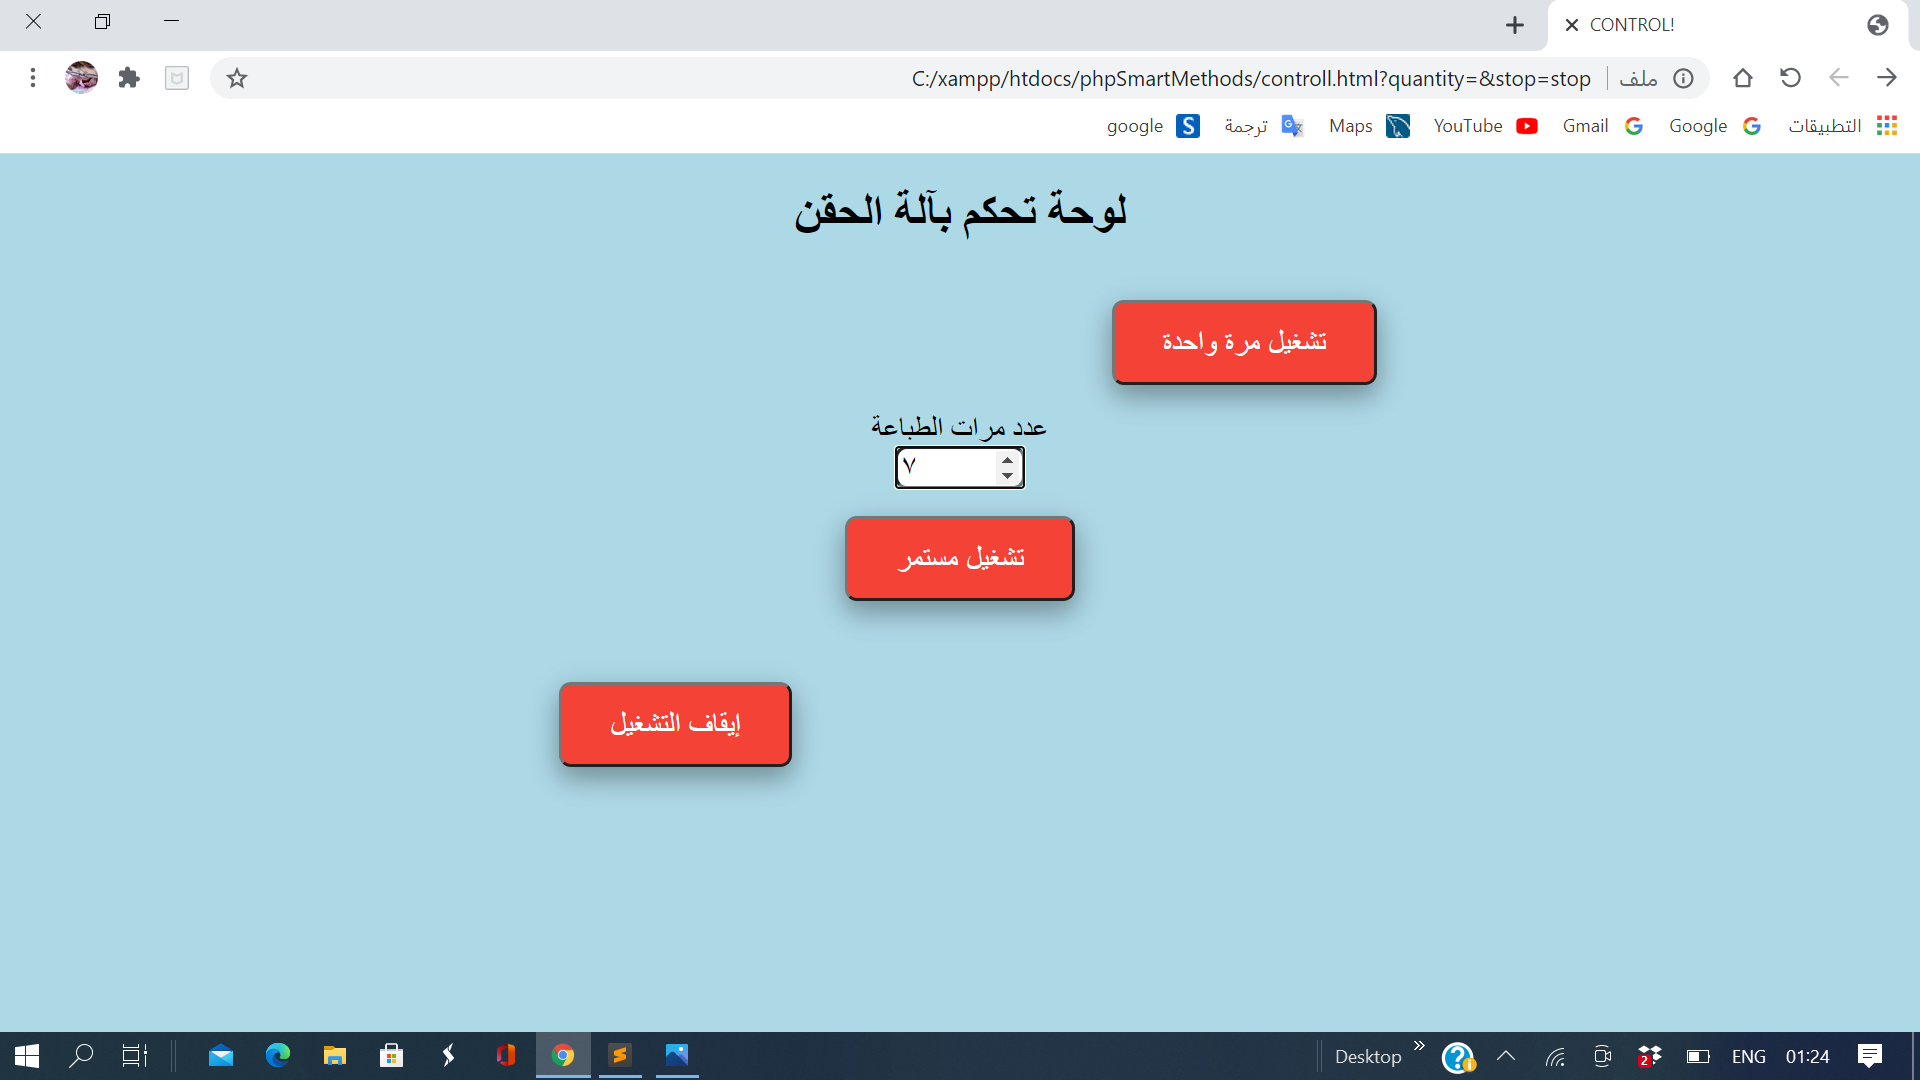 CONTROL!
ملف C:/xampp/htdocs/phpSmartMethods/controll.html?quantity=&stop=stop
التطبيقات Google Gmail YouTube Maps ترجمة google
لوحة تحكم بآلة الحقن
تشغيل مرة واحدة
عدد مرات الطباعة
٧
تشغيل مستمر
إيقاف التشغيل
Desktop 2 ENG 01:24